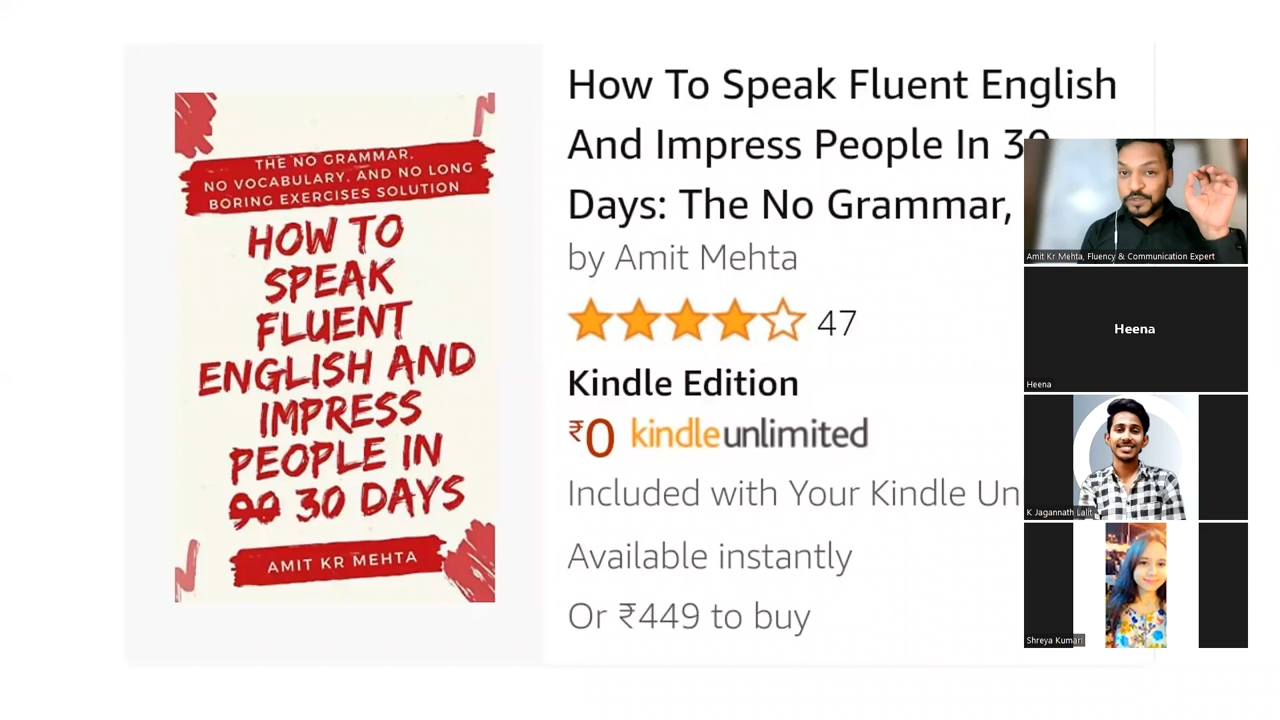 THE NO GRAMMAR.
NO VOCABULARY, AND NO LONG
BORING EXERCISES SOLUTION
HOW TO
SPEAK
FLUENT
ENGLISH AND
IMPRESS
PEOPLE IN
90 30 DAYS
AMIT KR MEHTA
How To Speak Fluent English
And Impress People In 30
Days: The No Grammar,
by Amit Mehta
47
Kindle Edition
₹0 kindleunlimited
Included with Your Kindle Un
Available instantly
Or ₹449 to buy
Amit Kr Mehta, Fluency & Communication Expert
Heena
Heena
K Jagannath Lalit
Shreya Kumari